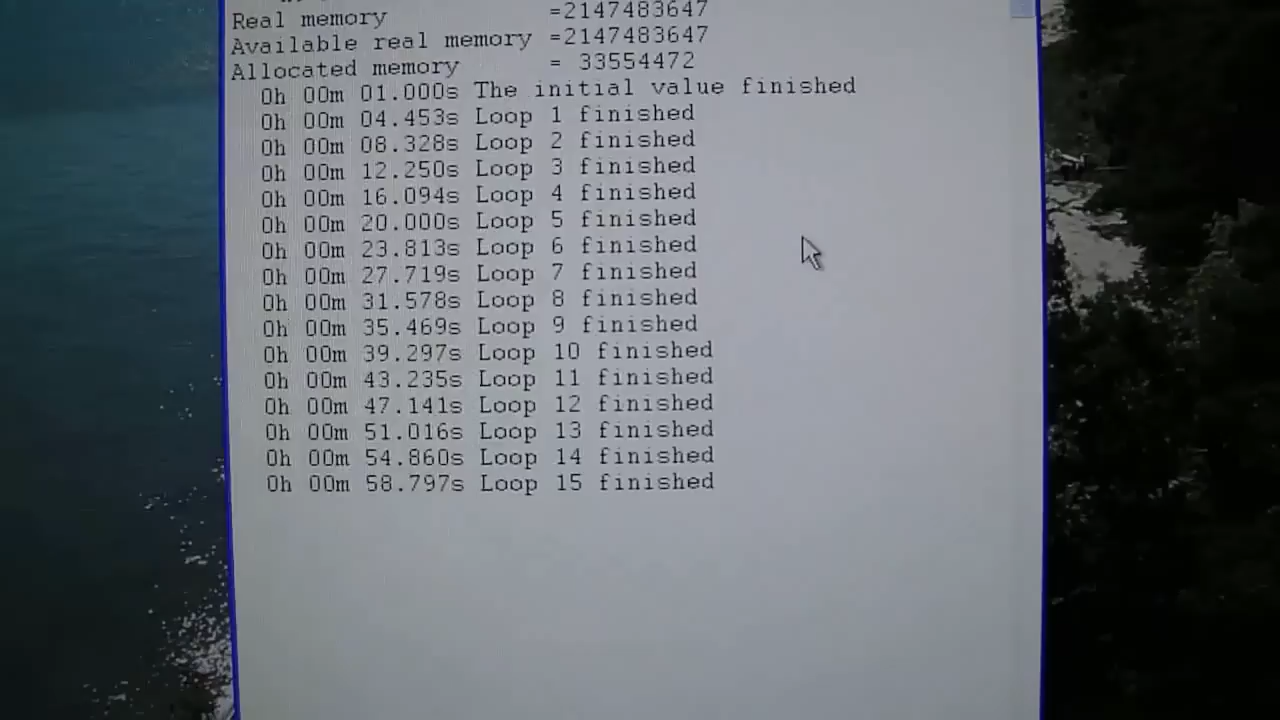 Real memory =2147483647
Available real memory =2147483647
Allocated memory = 33554472
0h 00m 01.000s The initial value finished
0h 00m 04.453s Loop 1 finished
0h 00m 08.328s Loop 2 finished
0h 00m 12.250s Loop 3 finished
0h 00m 16.094s Loop 4 finished
0h 00m 20.000s Loop 5 finished
0h 00m 23.813s Loop 6 finished
0h 00m 27.719s Loop 7 finished
0h 00m 31.578s Loop 8 finished
0h 00m 35.469s Loop 9 finished
0h 00m 39.297s Loop 10 finished
0h 00m 43.235s Loop 11 finished
0h 00m 47.141s Loop 12 finished
0h 00m 51.016s Loop 13 finished
0h 00m 54.860s Loop 14 finished
0h 00m 58.797s Loop 15 finished